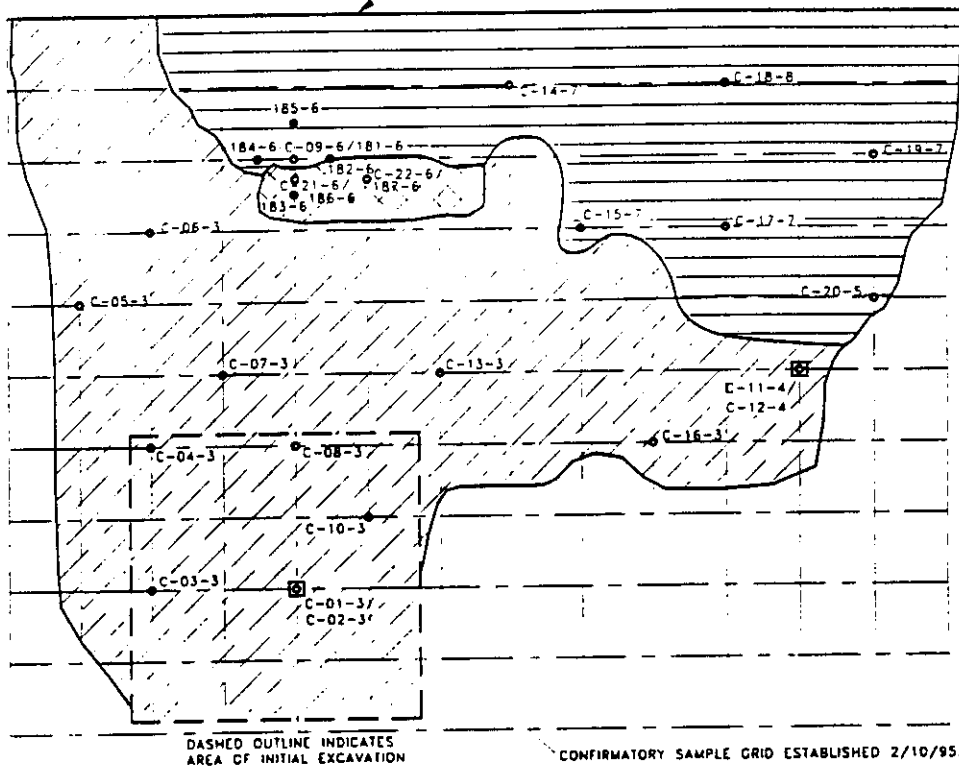 C-18-8
C-14-7
185-6
184-6 C-09-6/181-6
C-19-7
182-6
C-22-6/
C-21-6/
187-6
183-6
186-6
C-06-3
C-15-7
C-17-7
C-05-3
C-20-5
C-07-3
C-13-3
C-11-4/
C-12-4
C-04-3
C-08-3
C-16-3
C-10-3
C-03-3
C-01-3/
C-02-3
DASHED OUTLINE INDICATES
AREA OF INITIAL EXCAVATION
CONFIRMATORY SAMPLE GRID ESTABLISHED 2/10/95